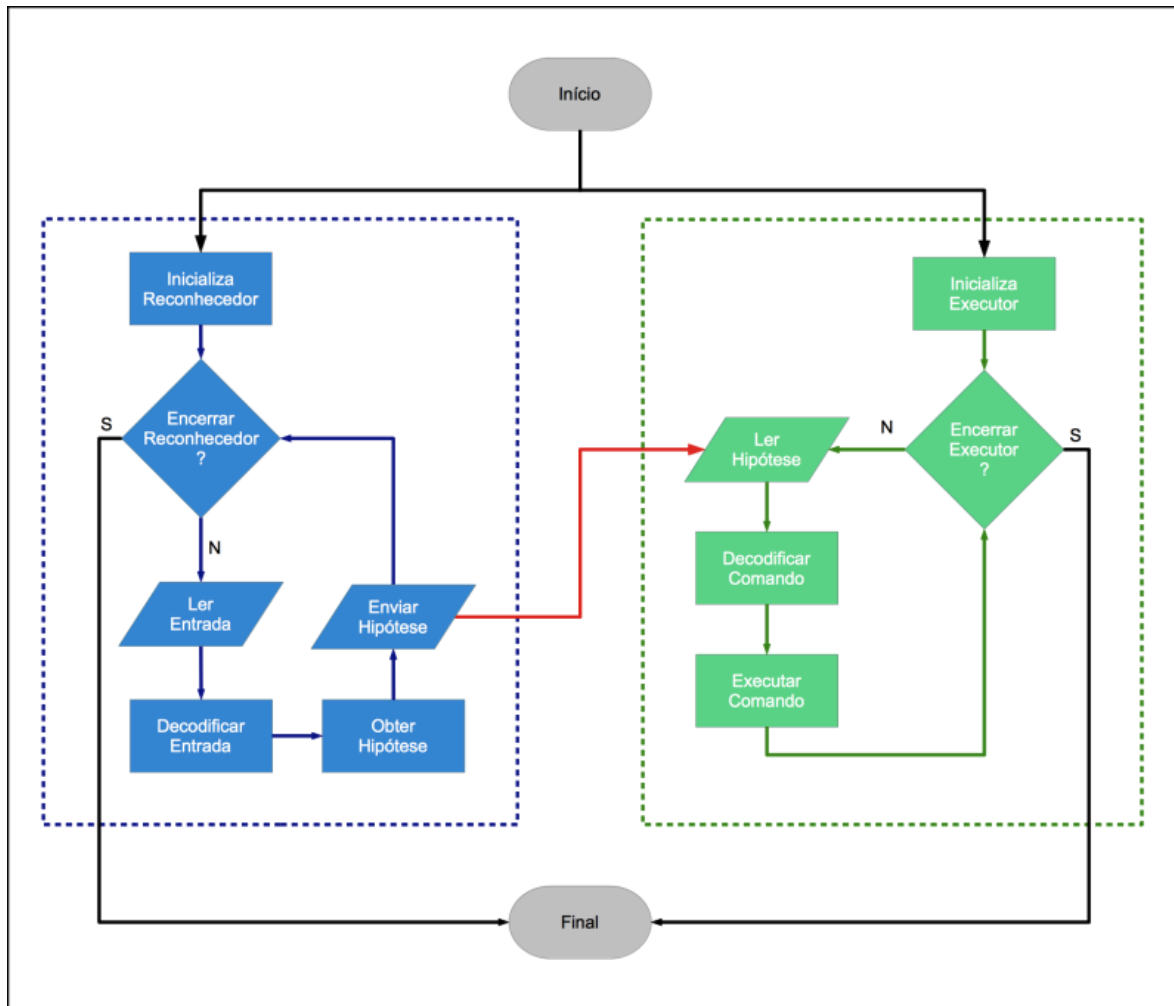 Início
Inicializa
Reconhecedor
Encerrar
Reconhecedor
?
S
N
Ler
Entrada
Decodificar
Entrada
Obter
Hipótese
Enviar
Hipótese
Inicializa
Executor
Encerrar
Executor
?
S
N
Ler
Hipótese
Decodificar
Comando
Executar
Comando
Final